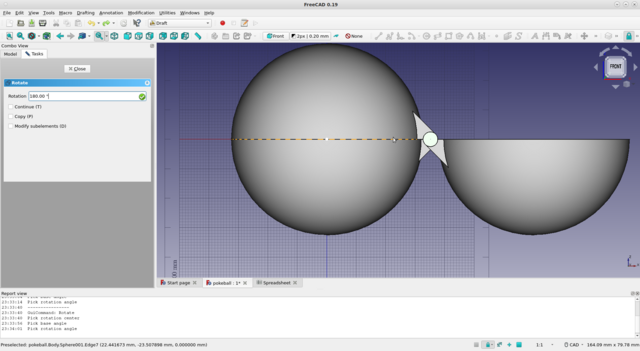 FreeCAD 0.19
File Edit View Tools Macro Drafting Annotation Modification Utilities Windows Help
Draft
Front 2px | 0.20 mm None
Combo View
Model Tasks
Close
Rotate
Rotation 180.00 °
Continue (T)
Copy (P)
Modify subelements (D)
FRONT
Start page pokeball : 1* Spreadsheet
Report view
23:33:14 Pick rotation angle
23:33:48 GuiCommand: Rotate
23:33:48 Pick rotation center
23:33:54 Pick base angle
23:34:01 Pick rotation angle
Preselected: pokeball.Body.Sphere001.Edge7 (22.441673 mm, -23.507898 mm, 0.000000 mm) 1:1 CAD 164.09 mm x 79.78 mm